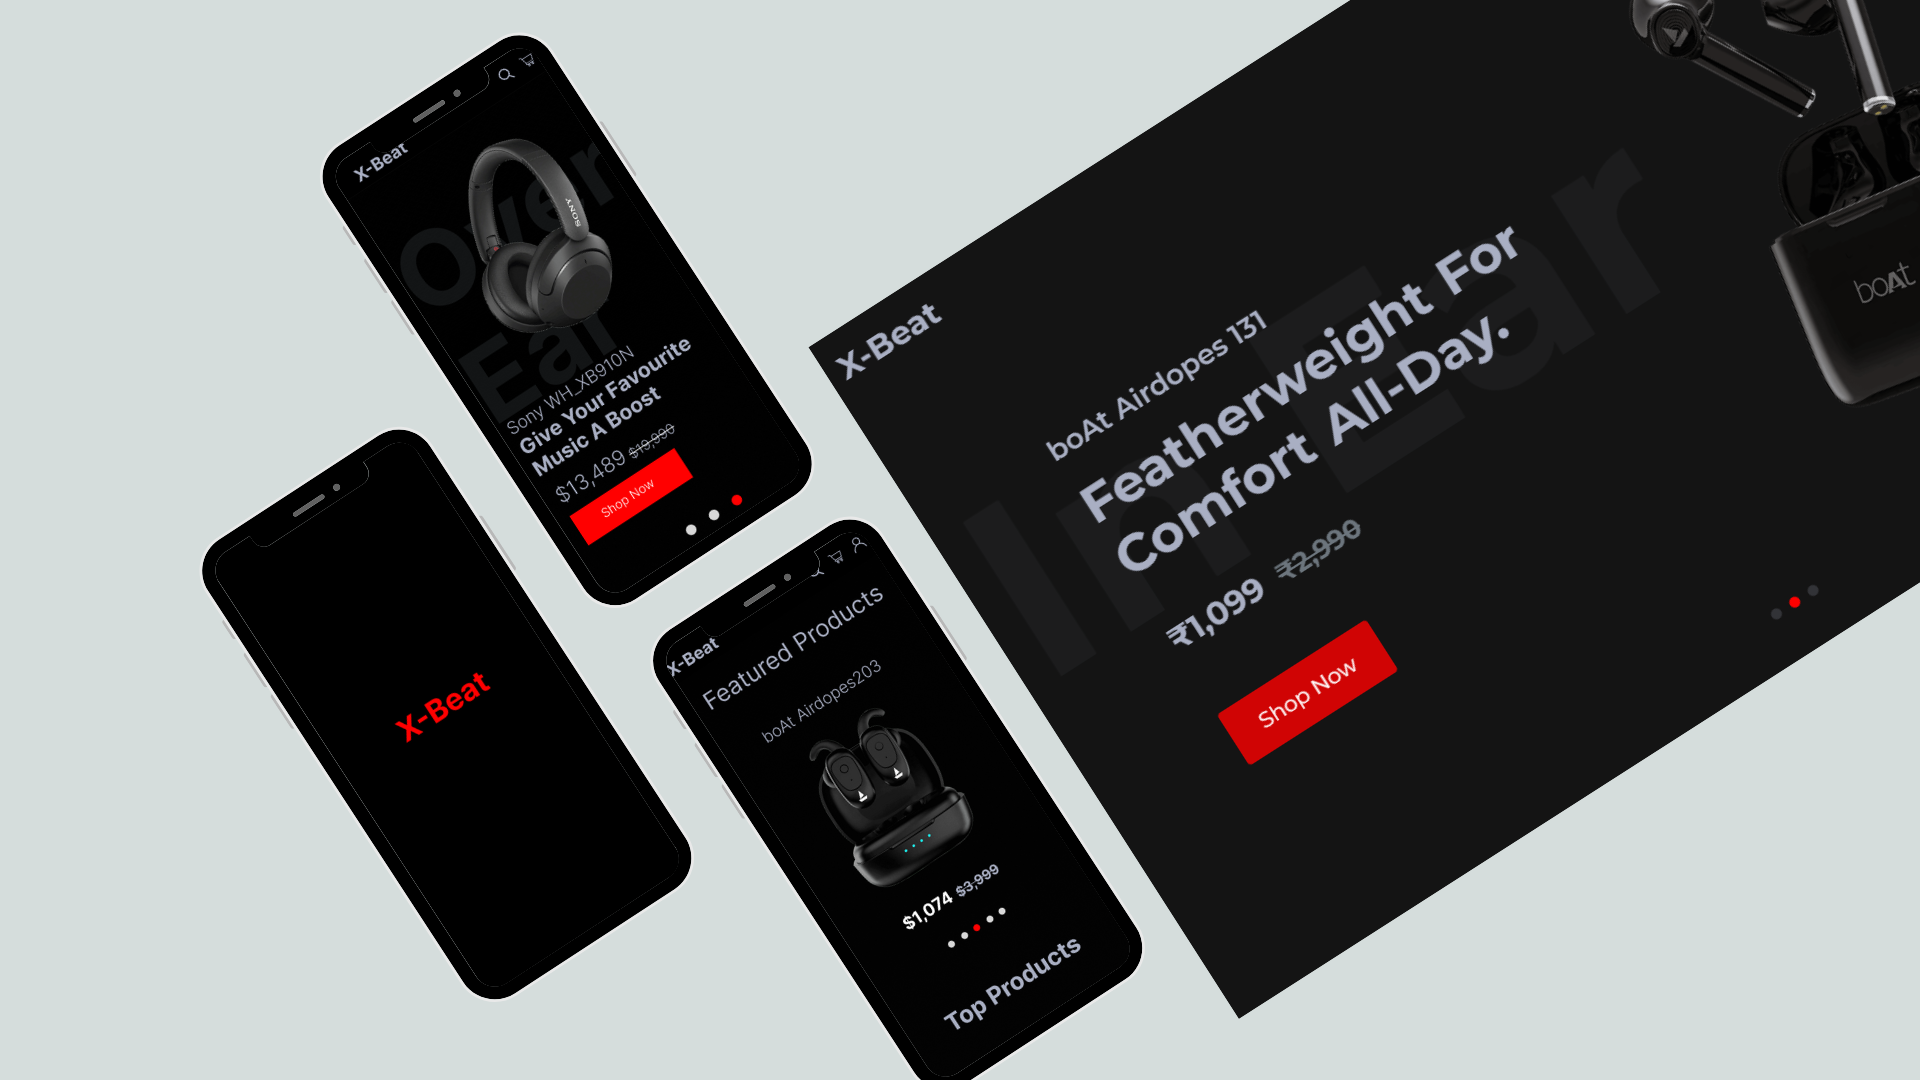 X-Beat
Over
Ear
SONY
Sony WH_XB910N
Give Your Favourite
Music A Boost
$13,489 $19,990
Shop Now
X-Beat
X-Beat
Featured Products
boAt Airdopes203
$1,074 $3,999
Top Products
X-Beat
In Ear
boAt Airdopes 131
Featherweight For
Comfort All-Day.
₹1,099 ₹2,990
Shop Now
boAt